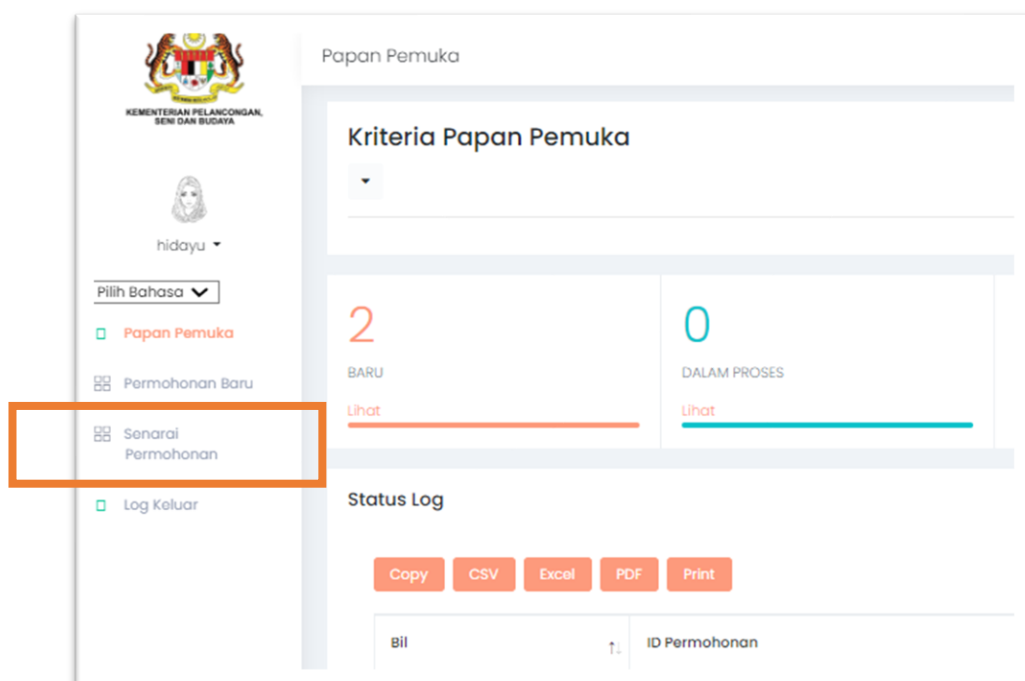 KEMENTERIAN PELANCONGAN,
SENI DAN BUDAYA
hidayu
Pilih Bahasa
Papan Pemuka
Permohonan Baru
Senarai
Permohonan
Log Keluar
Papan Pemuka
Kriteria Papan Pemuka
2
BARU
Lihat
0
DALAM PROSES
Lihat
Status Log
Copy CSV Excel PDF Print
Bil ID Permohonan